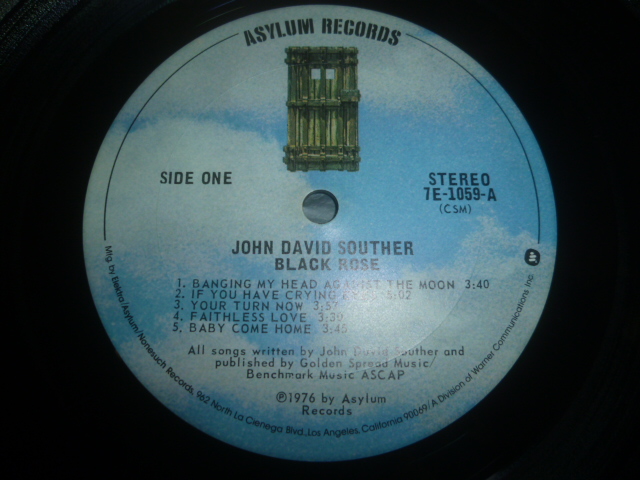 ASYLUM RECORDS
SIDE ONE
STEREO
7E-1059-A
(CSM)
JOHN DAVID SOUTHER
BLACK ROSE
1. BANGING MY HEAD AGAINST THE MOON 3:40
2. IF YOU HAVE CRYING 5:02
3. YOUR TURN NOW
4. FAITHLESS LOVE
5. BABY COME HOME 3:45
All songs written by John David Souther and
published by Golden Spread Music/
Benchmark Music ASCAP
℗1976 by Asylum
Records
Mfg by Elektra/Asylum/Nonesuch Records, 962 North La Cienega Blvd., Los Angeles, California 90069/A Division of Warner Communications Inc.